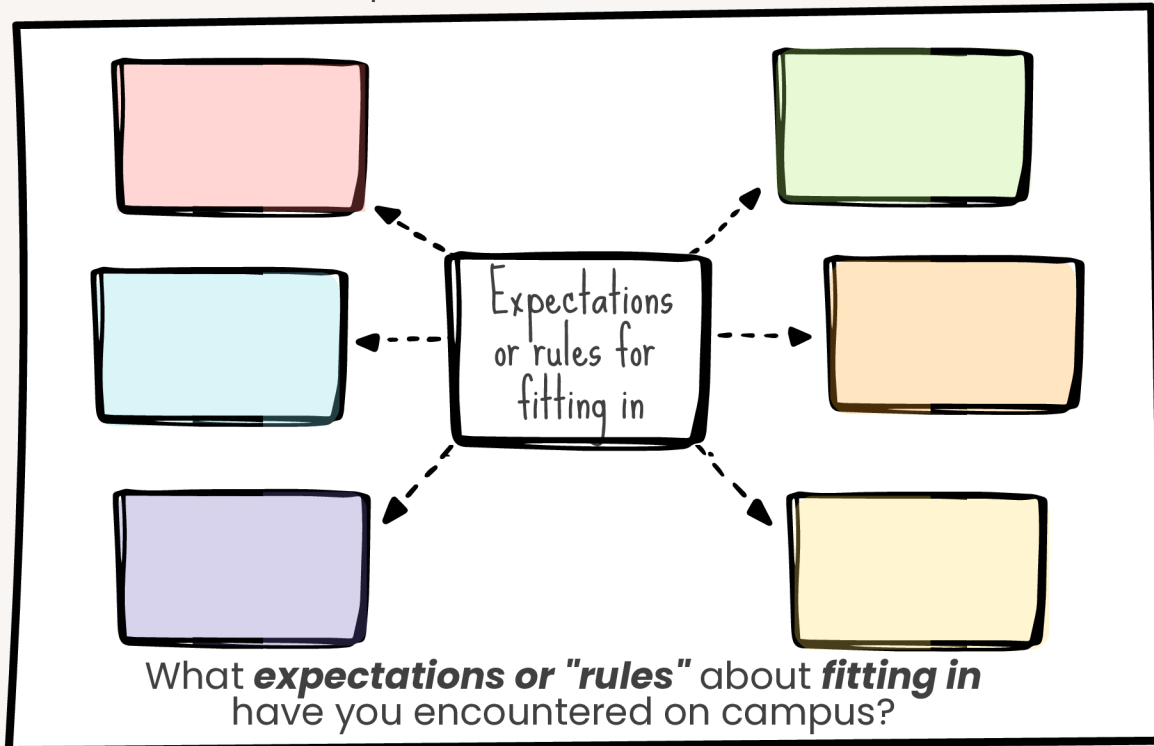 Expectations
or rules for
fitting in
What expectations or "rules" about fitting in
have you encountered on campus?